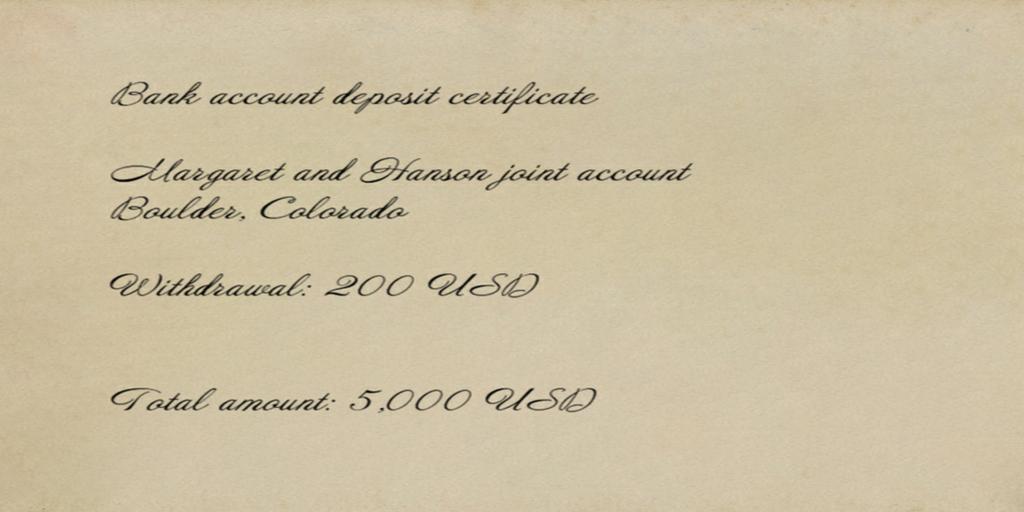 Bank account deposit certificate
Margaret and Hanson joint account
Boulder, Colorado
Withdrawal: 200 USD
Total amount: 5,000 USD